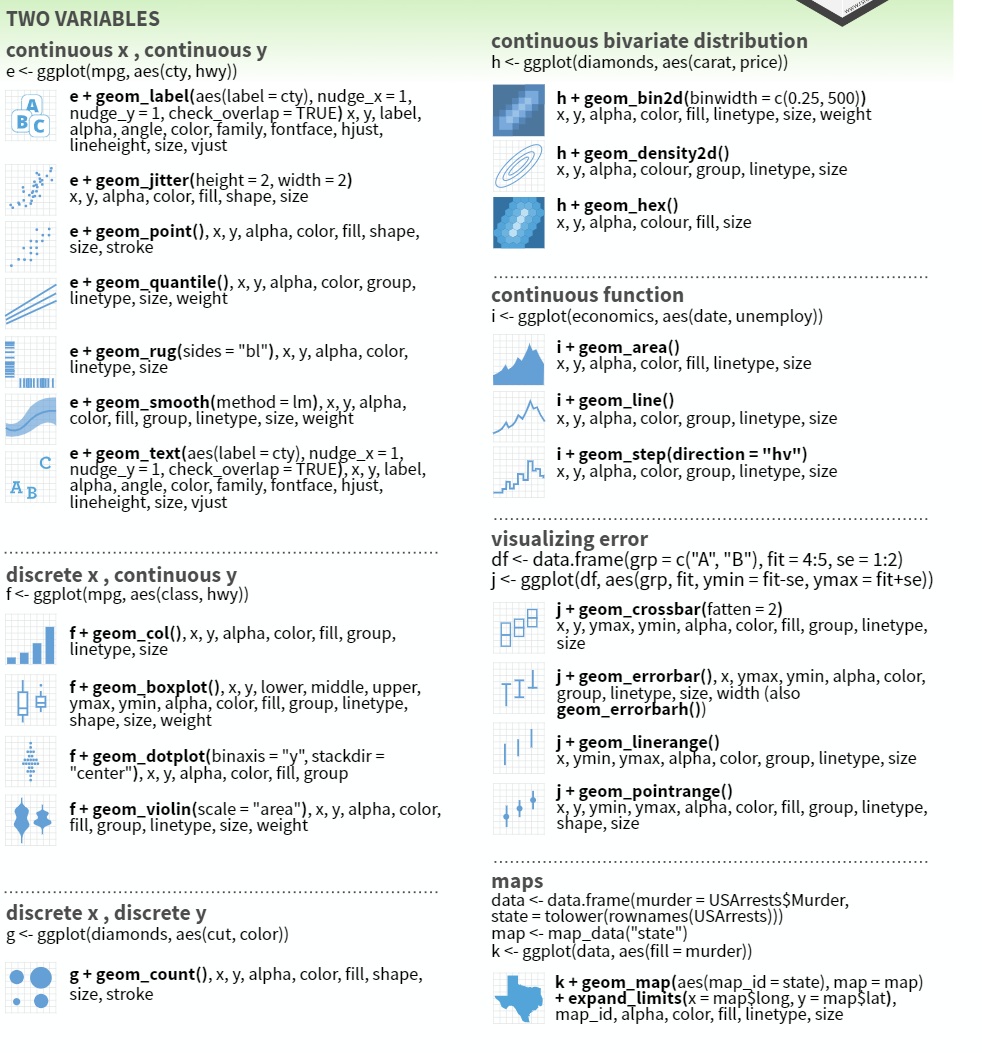 TWO VARIABLES
continuous x , continuous y
e <- ggplot(mpg, aes(cty, hwy))
A
B C
e + geom_label(aes(label = cty), nudge_x = 1,
nudge_y = 1, check_overlap = TRUE) x, y, label,
alpha, angle, color, family, fontface, hjust,
lineheight, size, vjust
e + geom_jitter(height = 2, width = 2)
x, y, alpha, color, fill, shape, size
e + geom_point(), x, y, alpha, color, fill, shape,
size, stroke
e + geom_quantile(), x, y, alpha, color, group,
linetype, size, weight
e + geom_rug(sides = "bl"), x, y, alpha, color,
linetype, size
e + geom_smooth(method = lm), x, y, alpha,
color, fill, group, linetype, size, weight
C
A B
e + geom_text(aes(label = cty), nudge_x = 1,
nudge_y = 1, check_overlap = TRUE), x, y, label,
alpha, angle, color, family, fontface, hjust,
lineheight, size, vjust
discrete x , continuous y
f <- ggplot(mpg, aes(class, hwy))
f + geom_col(), x, y, alpha, color, fill, group,
linetype, size
f + geom_boxplot(), x, y, lower, middle, upper,
ymax, ymin, alpha, color, fill, group, linetype,
shape, size, weight
f + geom_dotplot(binaxis = "y", stackdir =
"center"), x, y, alpha, color, fill, group
f + geom_violin(scale = "area"), x, y, alpha, color,
fill, group, linetype, size, weight
discrete x , discrete y
g <- ggplot(diamonds, aes(cut, color))
g + geom_count(), x, y, alpha, color, fill, shape,
size, stroke
continuous bivariate distribution
h <- ggplot(diamonds, aes(carat, price))
h + geom_bin2d(binwidth = c(0.25, 500))
x, y, alpha, color, fill, linetype, size, weight
h + geom_density2d()
x, y, alpha, colour, group, linetype, size
h + geom_hex()
x, y, alpha, colour, fill, size
continuous function
i <- ggplot(economics, aes(date, unemploy))
i + geom_area()
x, y, alpha, color, fill, linetype, size
i + geom_line()
x, y, alpha, color, group, linetype, size
i + geom_step(direction = "hv")
x, y, alpha, color, group, linetype, size
visualizing error
df <- data.frame(grp = c("A", "B"), fit = 4:5, se = 1:2)
j <- ggplot(df, aes(grp, fit, ymin = fit-se, ymax = fit+se))
j + geom_crossbar(fatten = 2)
x, y, ymax, ymin, alpha, color, fill, group, linetype,
size
j + geom_errorbar(), x, ymax, ymin, alpha, color,
group, linetype, size, width (also
geom_errorbarh())
j + geom_linerange()
x, ymin, ymax, alpha, color, group, linetype, size
j + geom_pointrange()
x, y, ymin, ymax, alpha, color, fill, group, linetype,
shape, size
maps
data <- data.frame(murder = USArrests$Murder,
state = tolower(rownames(USArrests)))
map <- map_data("state")
k <- ggplot(data, aes(fill = murder))
k + geom_map(aes(map_id = state), map = map)
+ expand_limits(x = map$long, y = map$lat),
map_id, alpha, color, fill, linetype, size